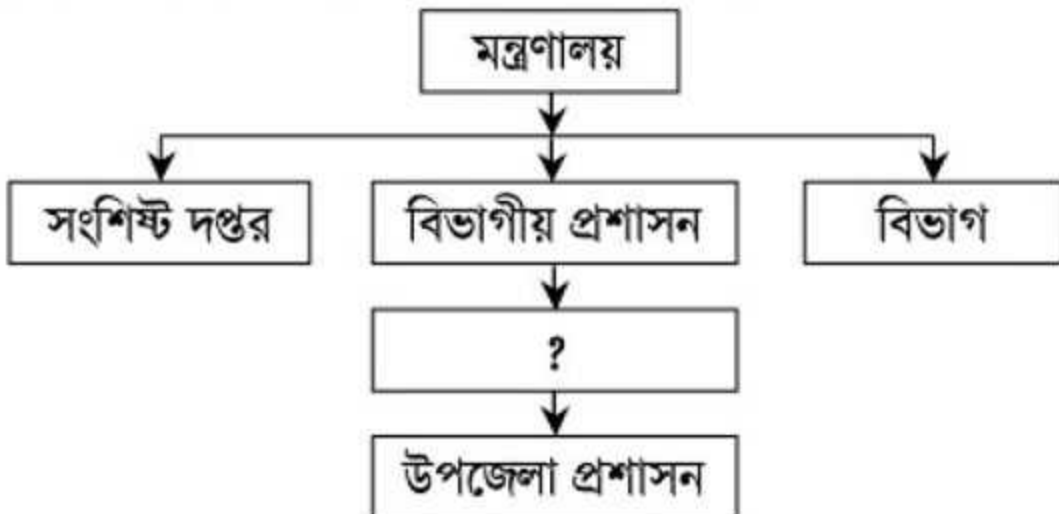 মন্ত্রণালয়
সংশিষ্ট দপ্তর
বিভাগীয় প্রশাসন
বিভাগ
?
উপজেলা প্রশাসন